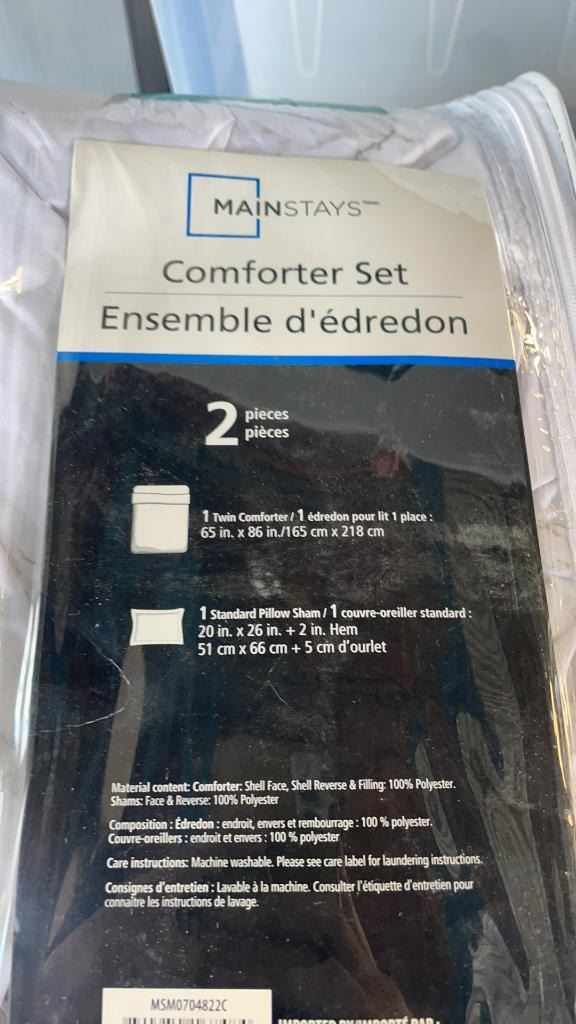 MAINSTAYS
Comforter Set
Ensemble d'édredon
2 pieces
pièces
1 Twin Comforter / 1 édredon pour lit 1 place :
65 in. x 86 in./165 cm x 218 cm
1 Standard Pillow Sham / 1 couvre-oreiller standard :
20 in. x 26 in. + 2 in. Hem
51 cm x 66 cm + 5 cm d'ourlet
Material content: Comforter: Shell Face, Shell Reverse & Filling: 100% Polyester.
Shams: Face & Reverse: 100% Polyester
Composition : Édredon : endroit, envers et rembourrage : 100 % polyester.
Couvre-oreillers : endroit et envers : 100 % polyester
Care instructions: Machine washable. Please see care label for laundering instructions.
Consignes d'entretien : Lavable à la machine. Consulter l'étiquette d'entretien pour
connaître les instructions de lavage.
MSM0704822C
IMPORTED BY/IMPORTÉ PAR :